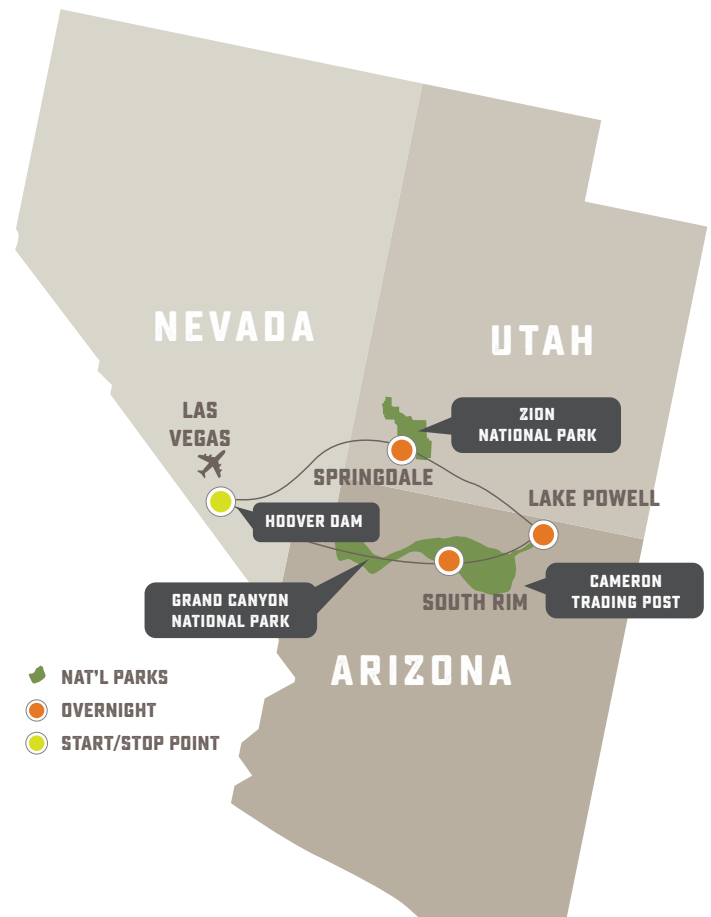 NEVADA
UTAH
LAS
VEGAS
ZION
NATIONAL PARK
SPRINGDALE
LAKE POWELL
HOOVER DAM
CAMERON
TRADING POST
GRAND CANYON
NATIONAL PARK
SOUTH RIM
ARIZONA
NAT'L PARKS
OVERNIGHT
START/STOP POINT